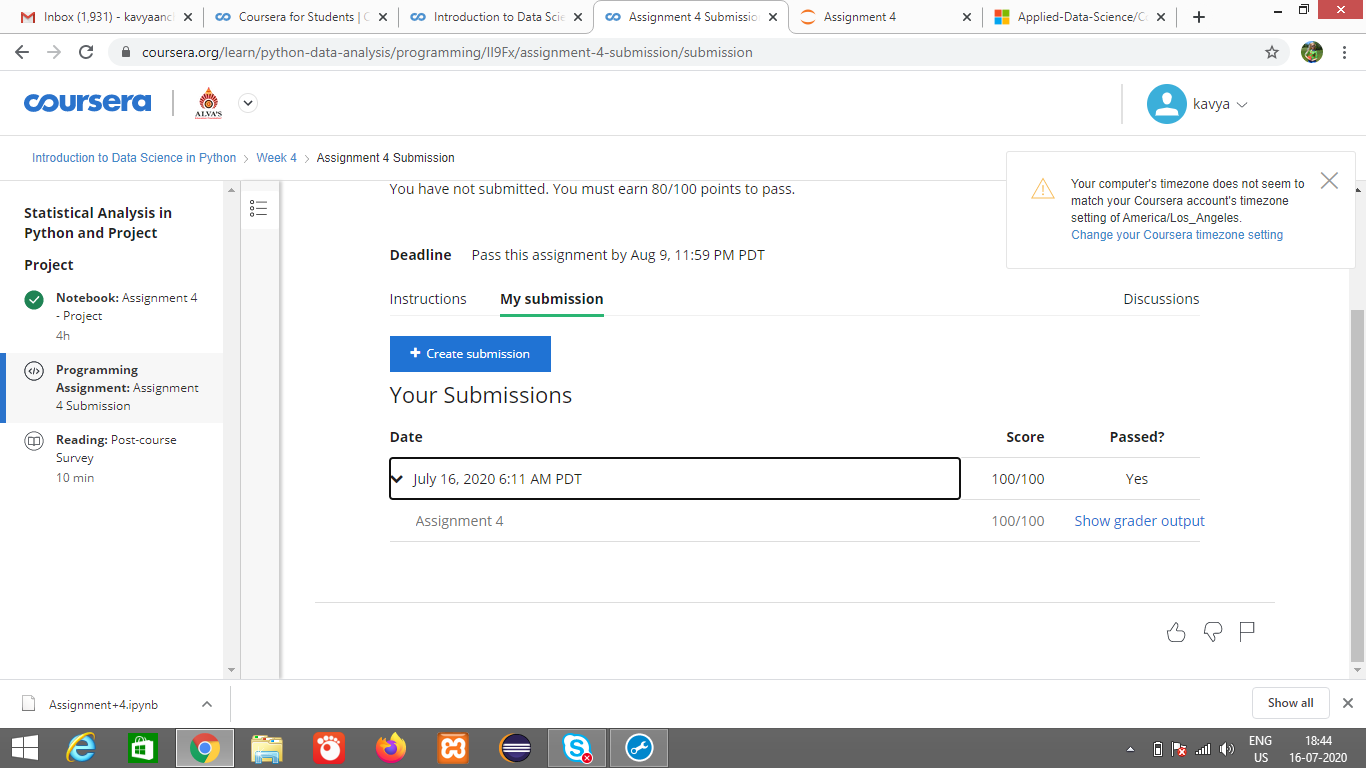 Inbox (1,931) - kavyaanc
Coursera for Students | C
Introduction to Data Scie
Assignment 4 Submission
Assignment 4
Applied-Data-Science/Co
coursera.org/learn/python-data-analysis/programming/Il9Fx/assignment-4-submission/submission
coursera
ALVA'S
kavya
Introduction to Data Science in Python > Week 4 > Assignment 4 Submission
Your computer's timezone does not seem to
match your Coursera account's timezone
setting of America/Los_Angeles.
Change your Coursera timezone setting
Statistical Analysis in
Python and Project
Project
Notebook: Assignment 4
- Project
4h
Programming
Assignment: Assignment
4 Submission
Reading: Post-course
Survey
10 min
You have not submitted. You must earn 80/100 points to pass.
Deadline Pass this assignment by Aug 9, 11:59 PM PDT
Instructions My submission Discussions
+ Create submission
Your Submissions
Date Score Passed?
July 16, 2020 6:11 AM PDT 100/100 Yes
Assignment 4 100/100 Show grader output
Assignment+4.ipynb
Show all
ENG 18:44
US 16-07-2020